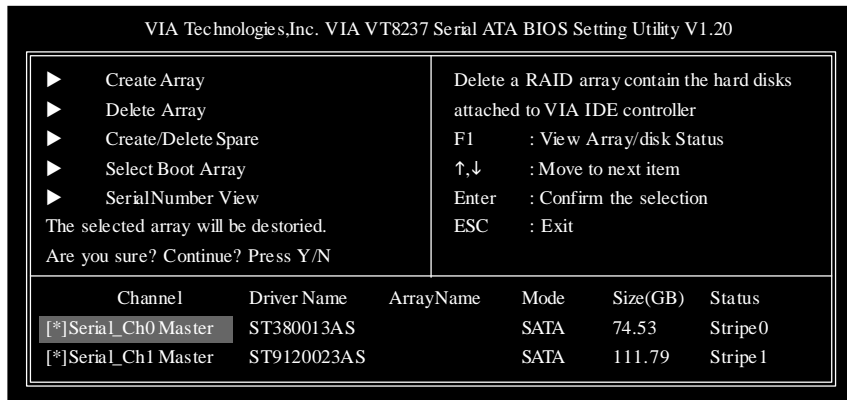 VIA Technologies,Inc. VIA VT8237 Serial ATA BIOS Setting Utility V1.20
▶ Create Array
▶ Delete Array
▶ Create/Delete Spare
▶ Select Boot Array
▶ Serial Number View
The selected array will be destoried.
Are you sure? Continue? Press Y/N
Delete a RAID array contain the hard disks
attached to VIA IDE controller
F1 : View Array/disk Status
↑,↓ : Move to next item
Enter : Confirm the selection
ESC : Exit
Channel Driver Name ArrayName Mode Size(GB) Status
[*]Serial_Ch0 Master ST380013AS SATA 74.53 Stripe0
[*]Serial_Ch1 Master ST9120023AS SATA 111.79 Stripe1